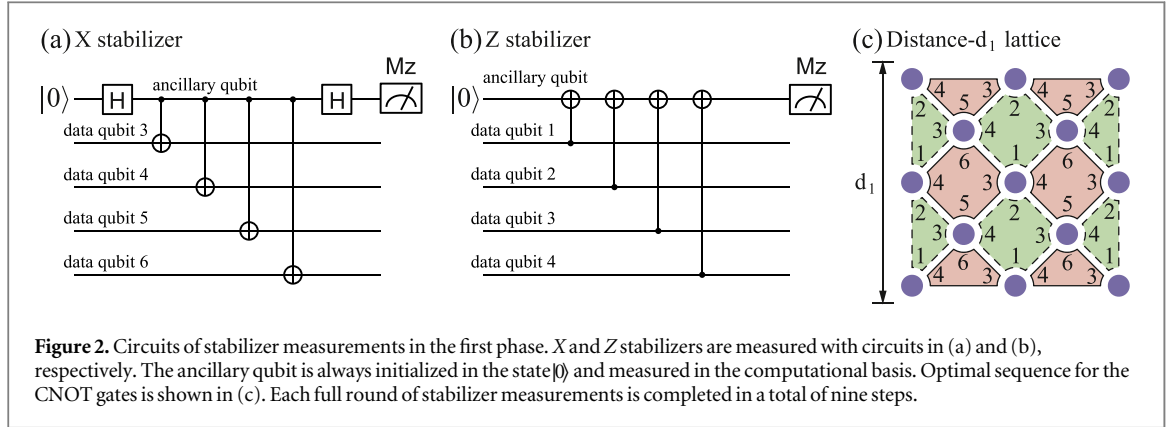 (a) X stabilizer
(b) Z stabilizer
(c) Distance-d₁ lattice
|0⟩ H ancillary qubit H Mz
data qubit 3
data qubit 4
data qubit 5
data qubit 6
ancillary qubit
|0⟩ Mz
data qubit 1
data qubit 2
data qubit 3
data qubit 4
d₁
4 5 3 4 5 3
2 2 2
3 4 3 4
1 1 1
6 6
4 3 4 3
5 5
2 2 2
3 4 3 4
1 1 1
4 6 3 4 6 3
Figure 2. Circuits of stabilizer measurements in the first phase. X and Z stabilizers are measured with circuits in (a) and (b),
respectively. The ancillary qubit is always initialized in the state |0⟩ and measured in the computational basis. Optimal sequence for the
CNOT gates is shown in (c). Each full round of stabilizer measurements is completed in a total of nine steps.